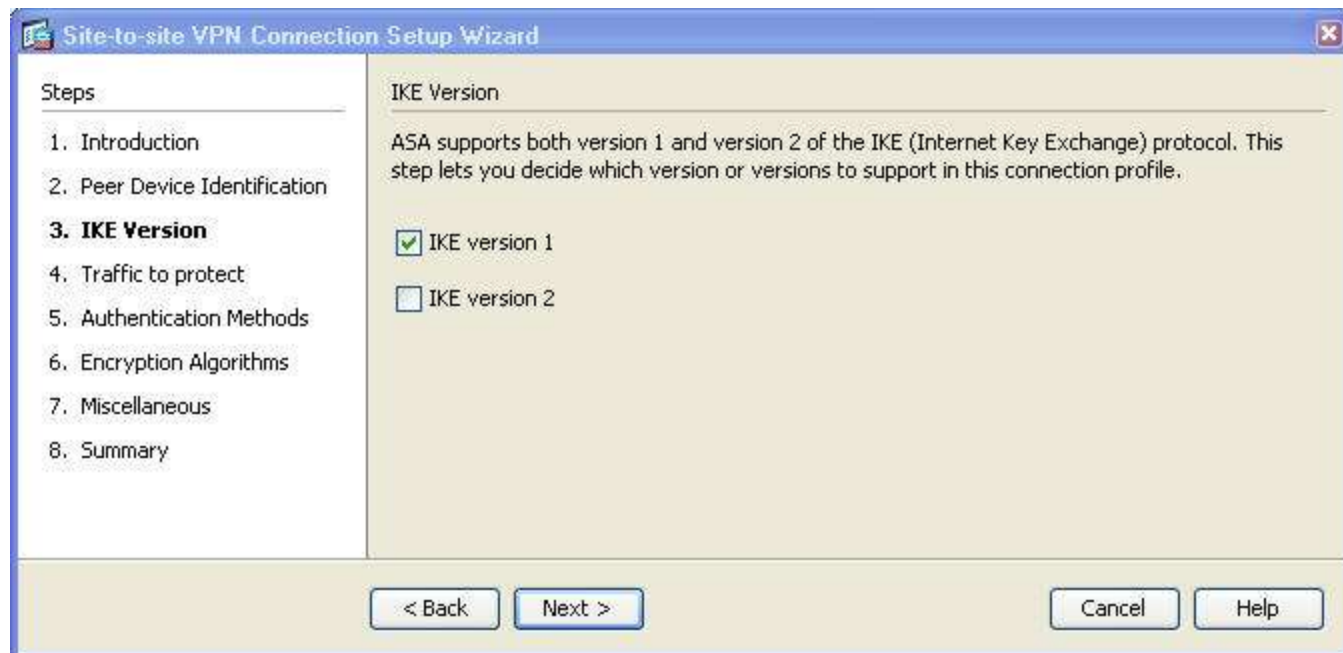 Site-to-site VPN Connection Setup Wizard
Steps
1. Introduction
2. Peer Device Identification
3. IKE Version
4. Traffic to protect
5. Authentication Methods
6. Encryption Algorithms
7. Miscellaneous
8. Summary
IKE Version
ASA supports both version 1 and version 2 of the IKE (Internet Key Exchange) protocol. This
step lets you decide which version or versions to support in this connection profile.
IKE version 1
IKE version 2
< Back
Next >
Cancel
Help